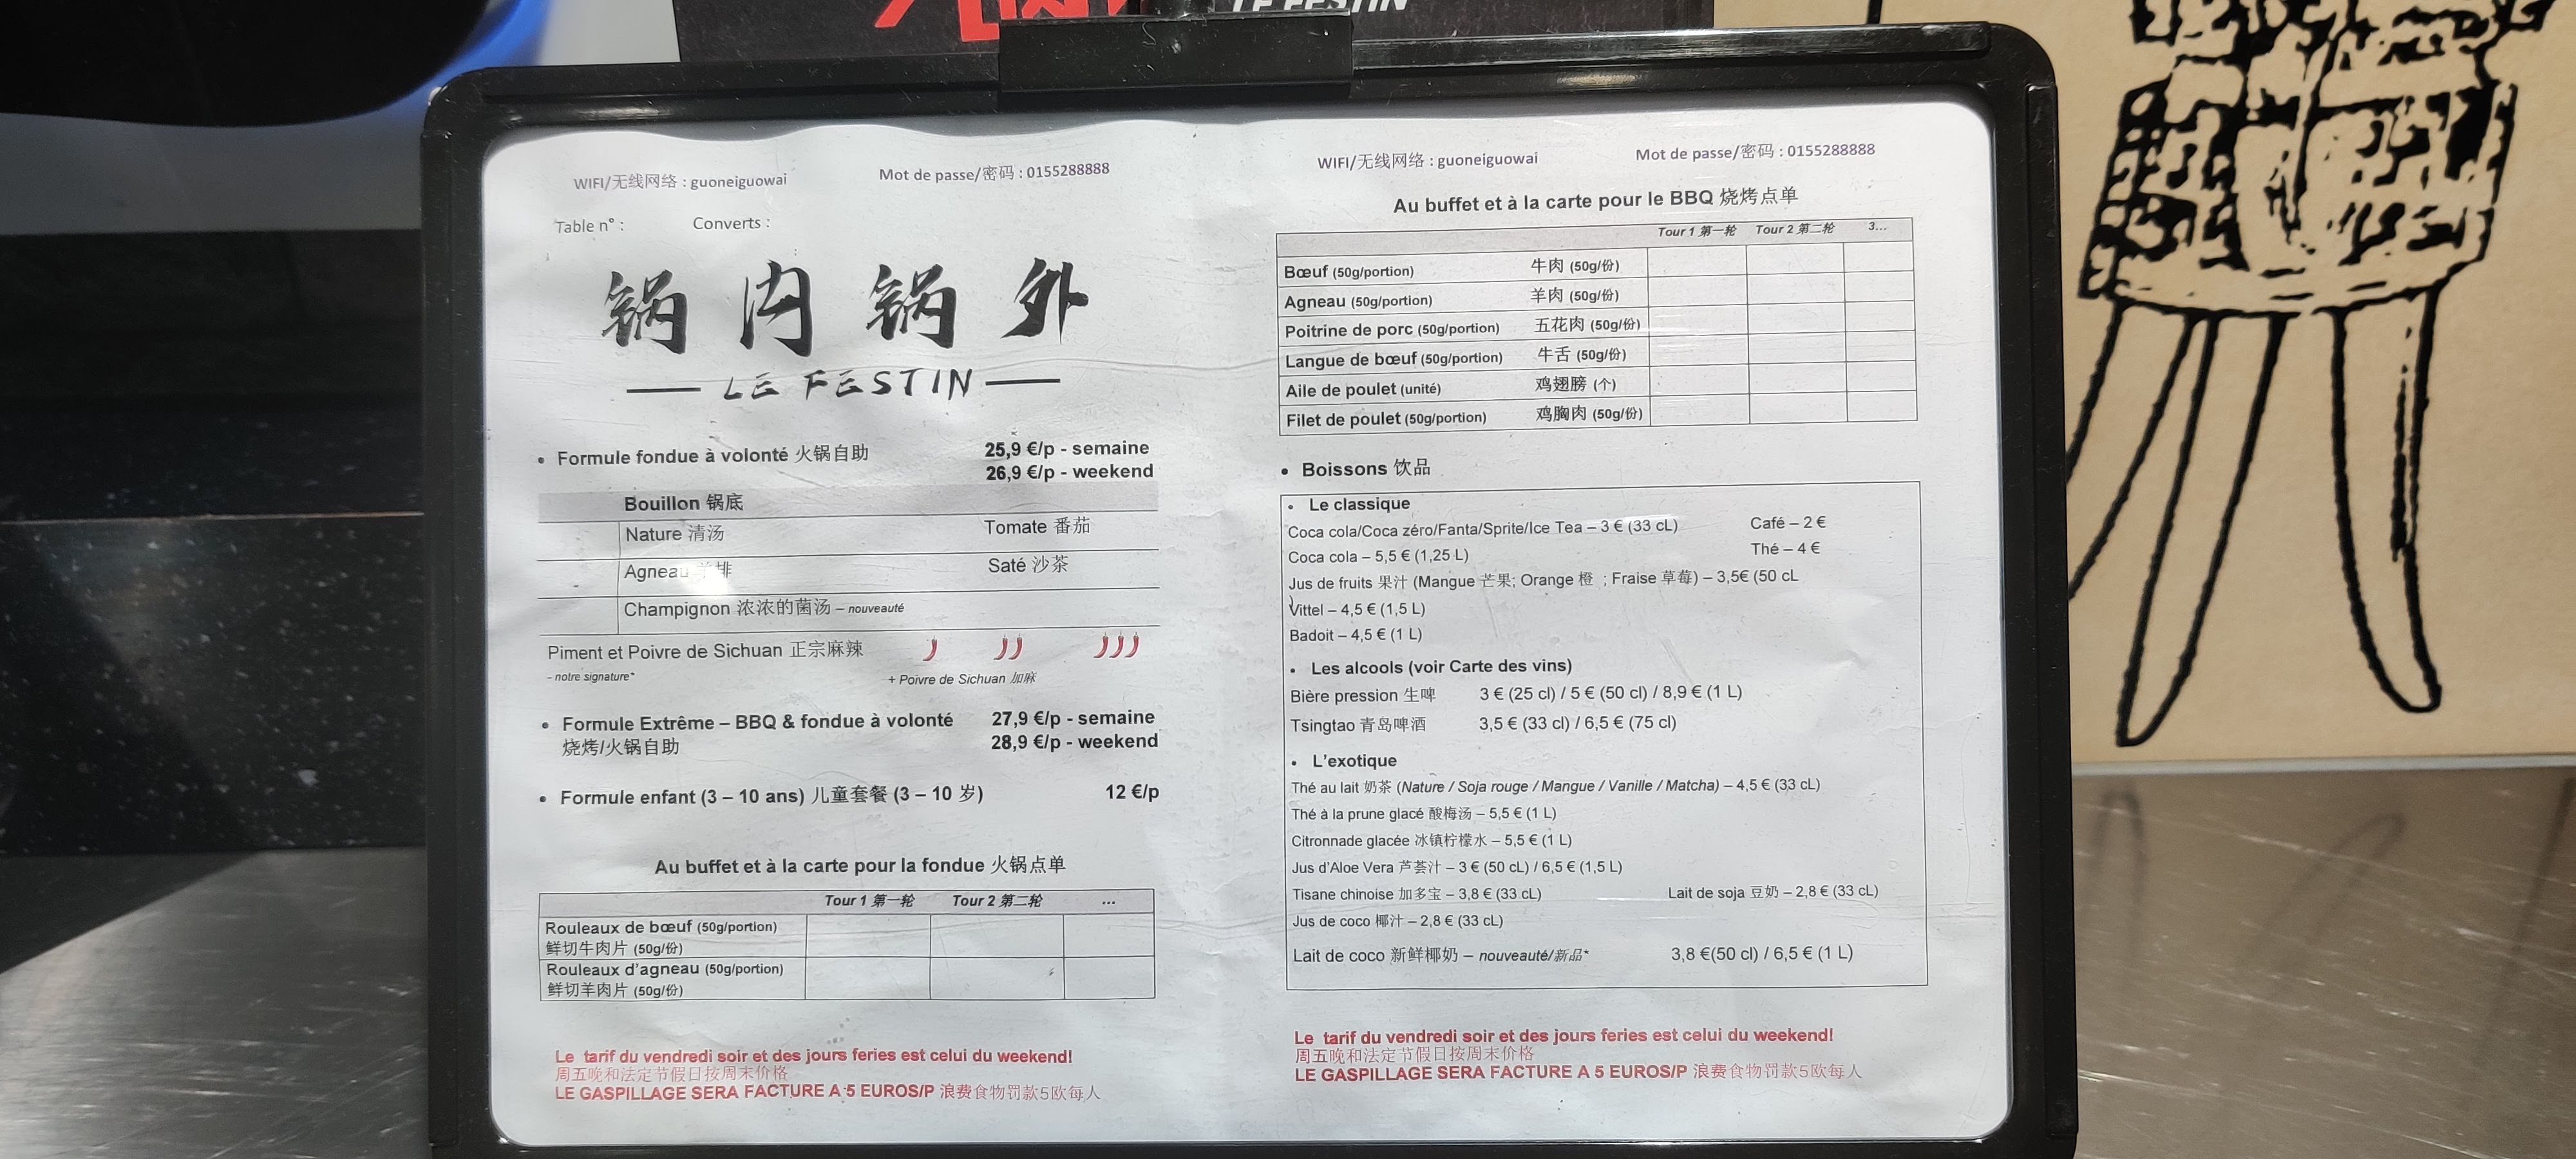 LE FESTIN
WIFI/无线网络 : guoneiguowai Mot de passe/密码 : 0155288888
Table n° : Converts :
锅内锅外
LE FESTIN
• Formule fondue à volonté 火锅自助 25,9 €/p - semaine
26,9 €/p - weekend
Bouillon 锅底
Nature 清汤 Tomate 番茄
Agneau 羊排 Saté 沙茶
Champignon 浓浓的菌汤 – nouveauté
Piment et Poivre de Sichuan 正宗麻辣
- notre signature* + Poivre de Sichuan 加麻
• Formule Extrême – BBQ & fondue à volonté 27,9 €/p - semaine
烧烤/火锅自助 28,9 €/p - weekend
• Formule enfant (3 – 10 ans) 儿童套餐 (3 – 10 岁) 12 €/p
Au buffet et à la carte pour la fondue 火锅点单
Tour 1 第一轮 Tour 2 第二轮 ...
Rouleaux de bœuf (50g/portion)
鲜切牛肉片 (50g/份)
Rouleaux d'agneau (50g/portion)
鲜切羊肉片 (50g/份)
Le tarif du vendredi soir et des jours feries est celui du weekend!
周五晚和法定节假日按周末价格
LE GASPILLAGE SERA FACTURE A 5 EUROS/P 浪费食物罚款5欧每人
WIFI/无线网络 : guoneiguowai Mot de passe/密码 : 0155288888
Au buffet et à la carte pour le BBQ 烧烤点单
Tour 1 第一轮 Tour 2 第二轮 3...
Bœuf (50g/portion) 牛肉 (50g/份)
Agneau (50g/portion) 羊肉 (50g/份)
Poitrine de porc (50g/portion) 五花肉 (50g/份)
Langue de bœuf (50g/portion) 牛舌 (50g/份)
Aile de poulet (unité) 鸡翅膀 (个)
Filet de poulet (50g/portion) 鸡胸肉 (50g/份)
• Boissons 饮品
• Le classique
Coca cola/Coca zéro/Fanta/Sprite/Ice Tea – 3 € (33 cL) Café – 2 €
Coca cola – 5,5 € (1,25 L) Thé – 4 €
Jus de fruits 果汁 (Mangue 芒果; Orange 橙 ; Fraise 草莓) – 3,5€ (50 cL
Vittel – 4,5 € (1,5 L)
Badoit – 4,5 € (1 L)
• Les alcools (voir Carte des vins)
Bière pression 生啤 3 € (25 cl) / 5 € (50 cl) / 8,9 € (1 L)
Tsingtao 青岛啤酒 3,5 € (33 cl) / 6,5 € (75 cl)
• L'exotique
Thé au lait 奶茶 (Nature / Soja rouge / Mangue / Vanille / Matcha) – 4,5 € (33 cL)
Thé à la prune glacé 酸梅汤 – 5,5 € (1 L)
Citronnade glacée 冰镇柠檬水 – 5,5 € (1 L)
Jus d'Aloe Vera 芦荟汁 – 3 € (50 cL) / 6,5 € (1,5 L)
Tisane chinoise 加多宝 – 3,8 € (33 cL) Lait de soja 豆奶 – 2,8 € (33 cL)
Jus de coco 椰汁 – 2,8 € (33 cL)
Lait de coco 新鲜椰奶 – nouveauté/新品* 3,8 €(50 cl) / 6,5 € (1 L)
Le tarif du vendredi soir et des jours feries est celui du weekend!
周五晚和法定节假日按周末价格
LE GASPILLAGE SERA FACTURE A 5 EUROS/P 浪费食物罚款5欧每人